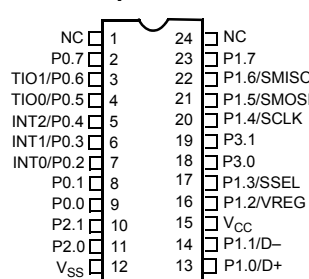 NC 1 24 NC
P0.7 2 23 P1.7
TIO1/P0.6 3 22 P1.6/SMISO
TIO0/P0.5 4 21 P1.5/SMOSI
INT2/P0.4 5 20 P1.4/SCLK
INT1/P0.3 6 19 P3.1
INT0/P0.2 7 18 P3.0
P0.1 8 17 P1.3/SSEL
P0.0 9 16 P1.2/VREG
P2.1 10 15 VCC
P2.0 11 14 P1.1/D–
VSS 12 13 P1.0/D+